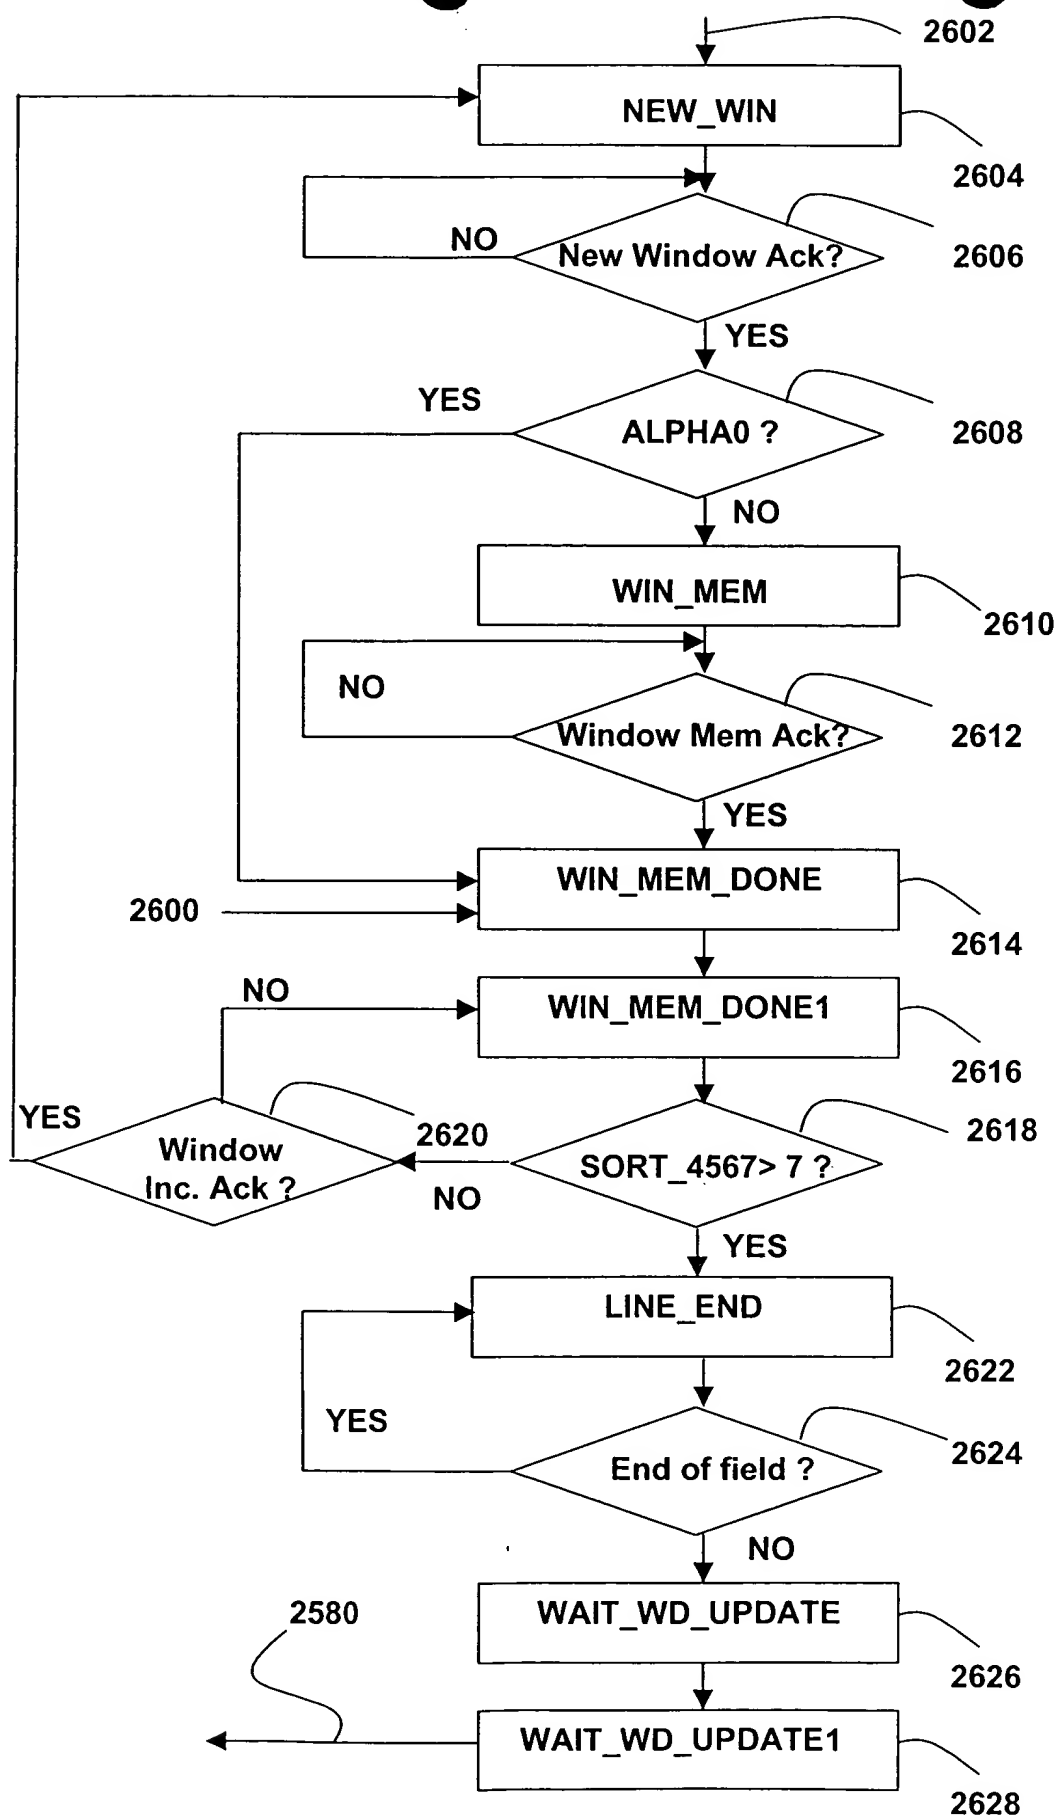 2602
NEW_WIN
2604
NO
New Window Ack?
2606
YES
YES
ALPHA0 ?
2608
NO
WIN_MEM
2610
NO
Window Mem Ack?
2612
YES
WIN_MEM_DONE
2600
2614
NO
WIN_MEM_DONE1
2616
YES
2620
2618
Window
Inc. Ack ?
SORT_4567> 7 ?
NO
YES
LINE_END
2622
YES
2624
End of field ?
NO
2580
WAIT_WD_UPDATE
2626
WAIT_WD_UPDATE1
2628